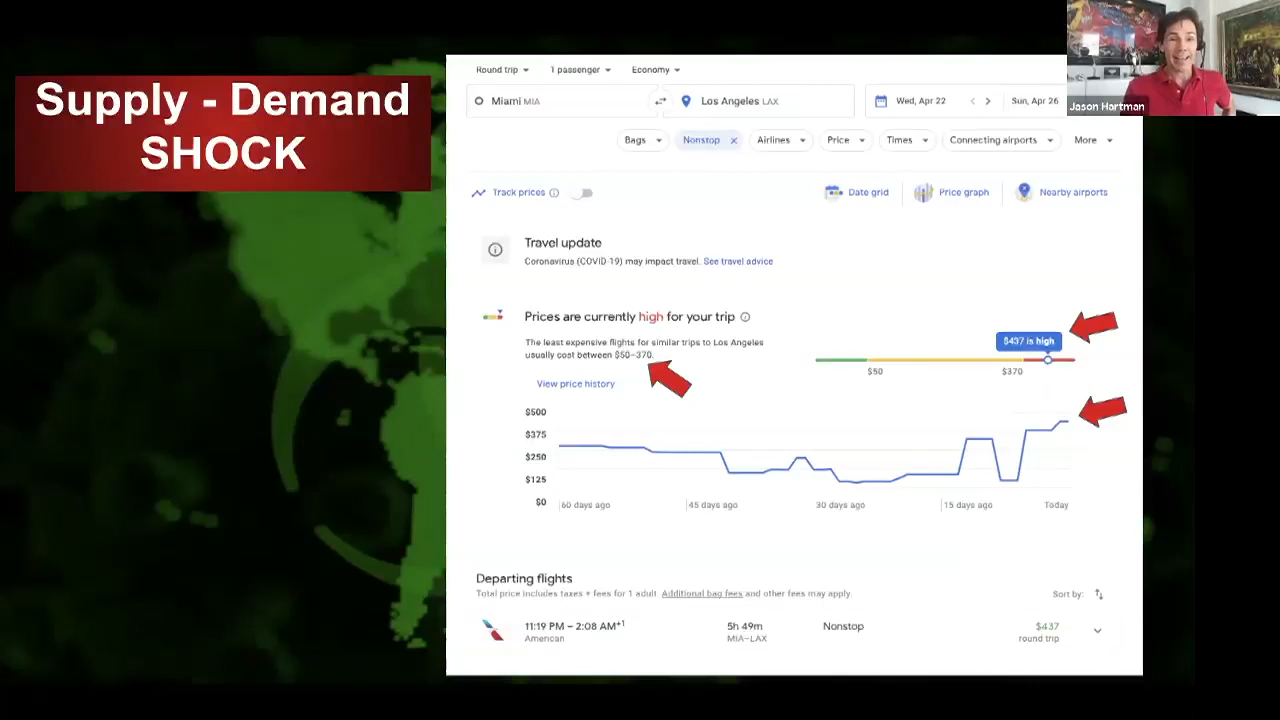 Supply - Demand
SHOCK
Jason Hartman
Round trip 1 passenger Economy
Miami MIA Los Angeles LAX Wed, Apr 22 Sun, Apr 26
Bags Nonstop Airlines Price Times Connecting airports More
Track prices Date grid Price graph Nearby airports
Travel update
Coronavirus (COVID-19) may impact travel. See travel advice
Prices are currently high for your trip
The least expensive flights for similar trips to Los Angeles
usually cost between $50–370.
$437 is high
$50 $370
View price history
$500
$375
$250
$125
$0
60 days ago 45 days ago 30 days ago 15 days ago Today
Departing flights
Total price includes taxes + fees for 1 adult. Additional bag fees and other fees may apply.
Sort by:
11:19 PM – 2:08 AM+1 5h 49m Nonstop $437
American MIA–LAX round trip